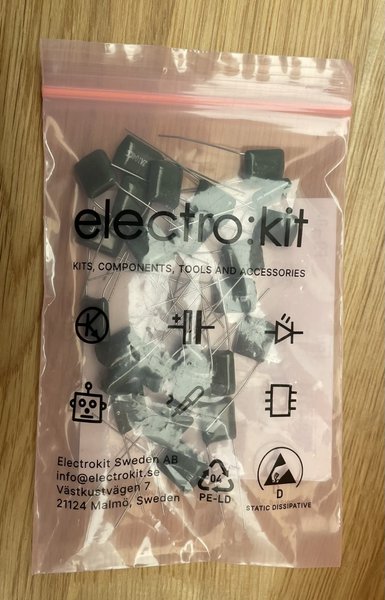 electro:kit
KITS, COMPONENTS, TOOLS AND ACCESSORIES
Electrokit Sweden AB
info@electrokit.se
Västkustvägen 7
21124 Malmö, Sweden
04
PE-LD
D
STATIC DISSIPATIVE